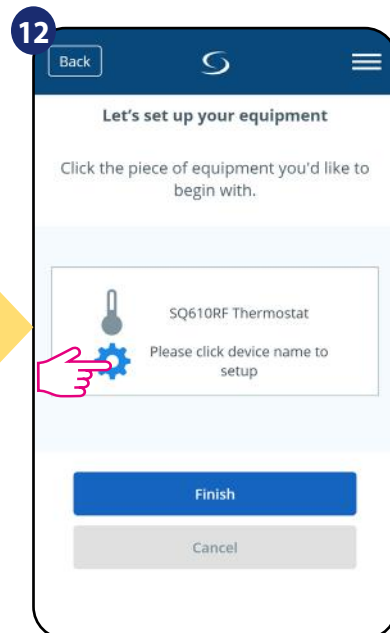 12
Back
Let's set up your equipment
Click the piece of equipment you'd like to
begin with.
SQ610RF Thermostat
Please click device name to
setup
Finish
Cancel